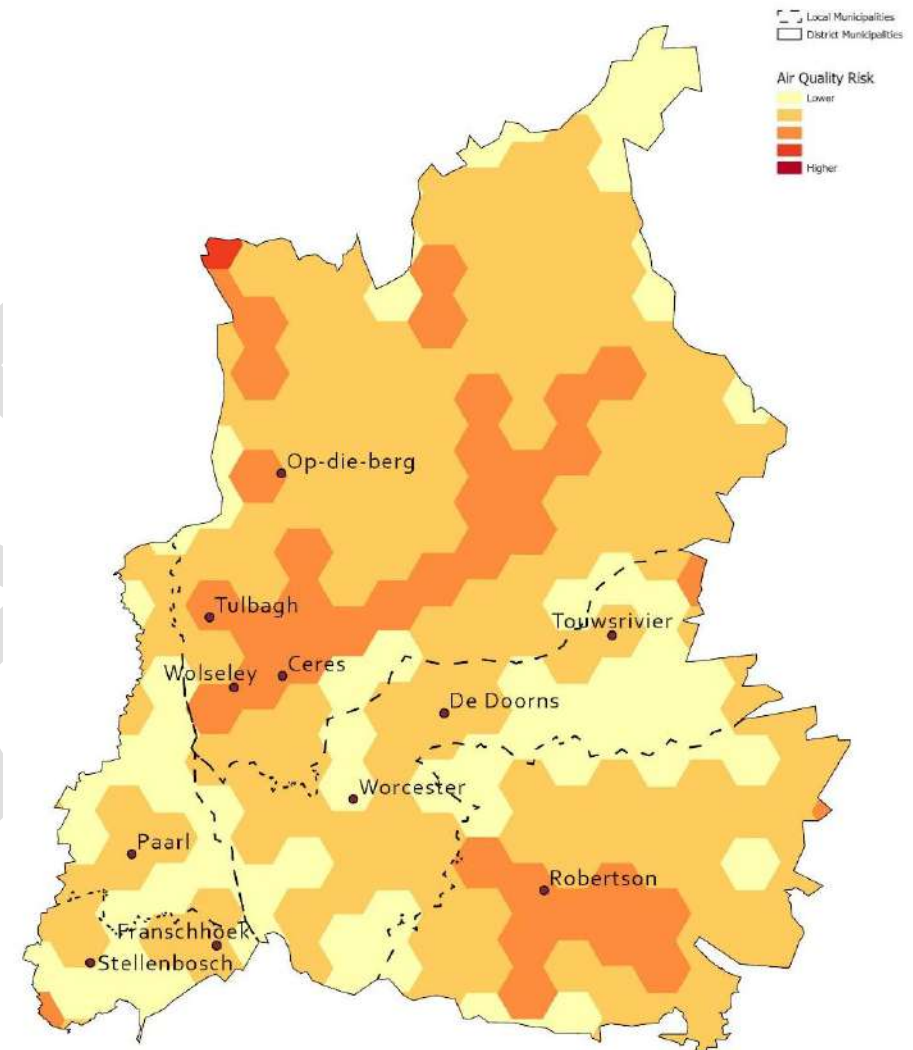 Local Municipalities
District Municipalities
Air Quality Risk
Lower
Higher
Op-die-berg
Tulbagh
Touwsrivier
Wolseley
Ceres
De Doorns
Worcester
Paarl
Robertson
Franschhoek
Stellenbosch